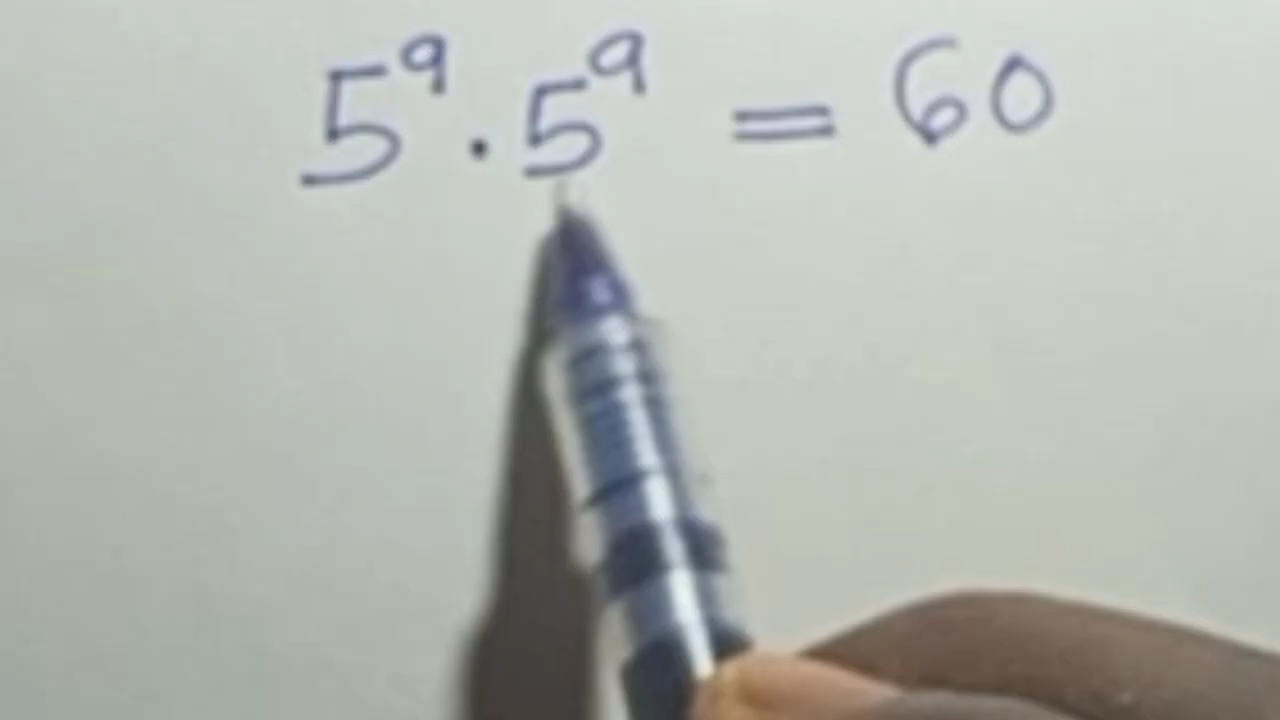 5⁹ · 5⁹ = 60